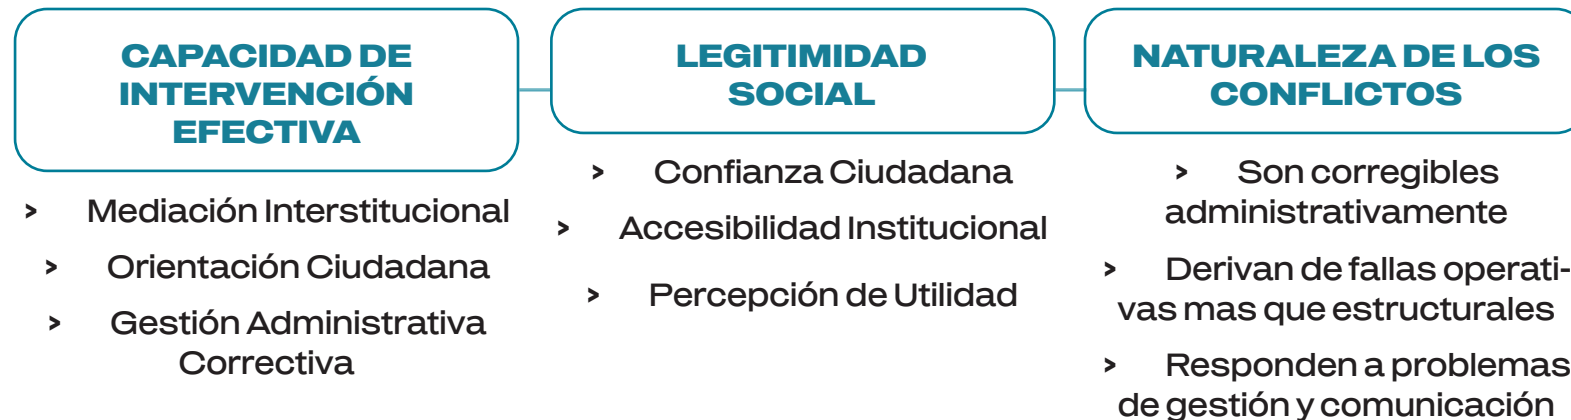 CAPACIDAD DE
INTERVENCIÓN
EFECTIVA
> Mediación Interstitucional
> Orientación Ciudadana
> Gestión Administrativa
Correctiva
LEGITIMIDAD
SOCIAL
> Confianza Ciudadana
> Accesibilidad Institucional
> Percepción de Utilidad
NATURALEZA DE LOS
CONFLICTOS
> Son corregibles
administrativamente
> Derivan de fallas operati-
vas mas que estructurales
> Responden a problemas
de gestión y comunicación